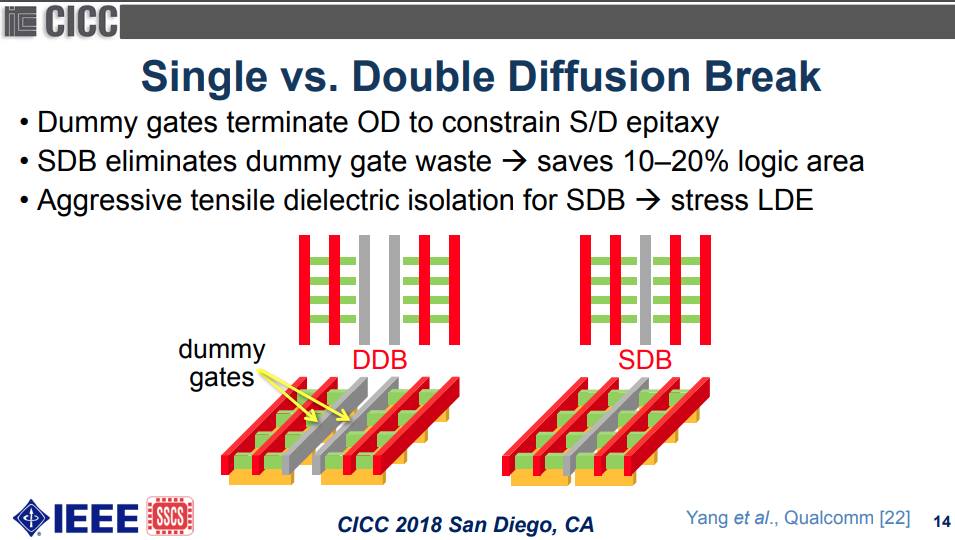 CICC
Single vs. Double Diffusion Break
• Dummy gates terminate OD to constrain S/D epitaxy
• SDB eliminates dummy gate waste → saves 10–20% logic area
• Aggressive tensile dielectric isolation for SDB → stress LDE
dummy
gates
DDB
SDB
IEEE
SSCS
CICC 2018 San Diego, CA
Yang et al., Qualcomm [22]
14